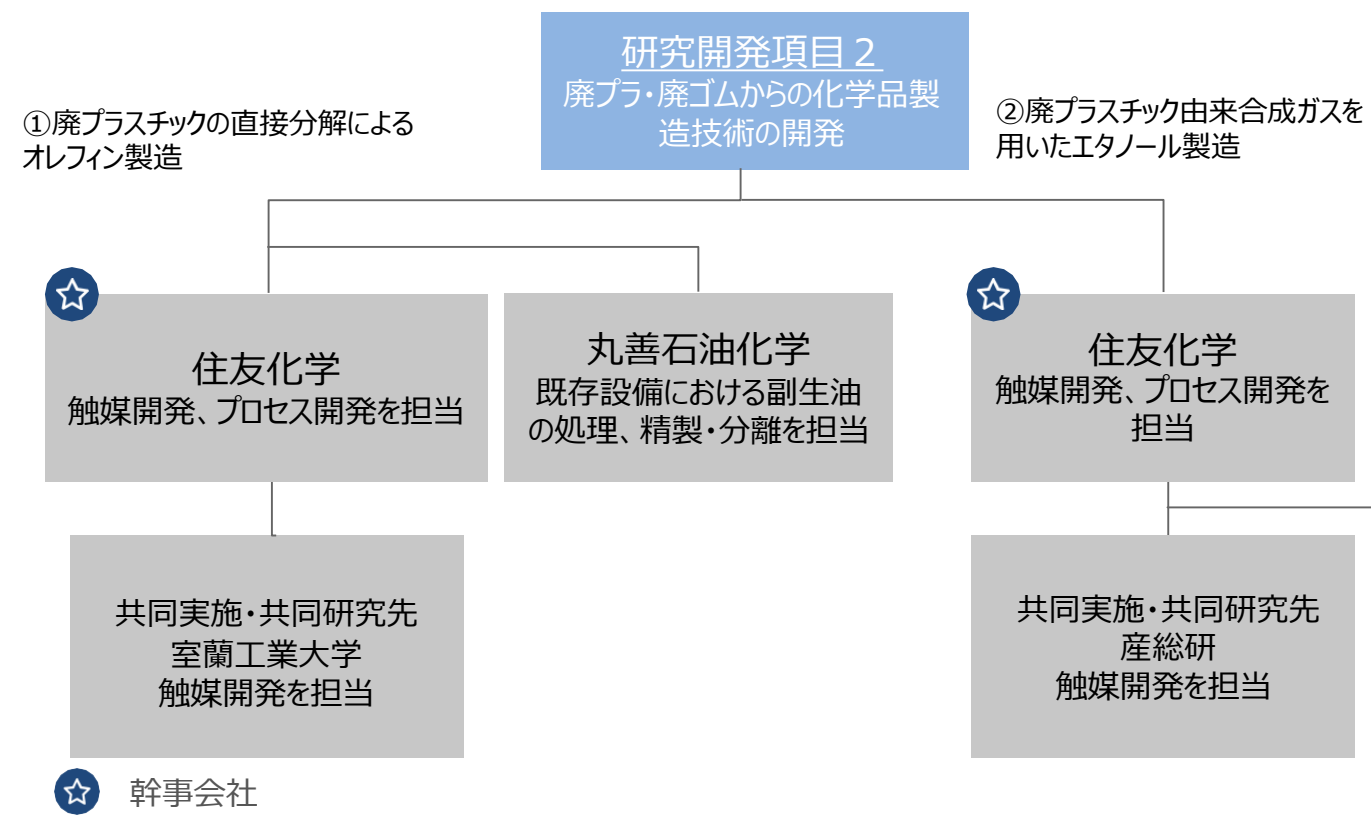 研究開発項目２
廃プラ・廃ゴムからの化学品製
造技術の開発
①廃プラスチックの直接分解による
オレフィン製造
②廃プラスチック由来合成ガスを
用いたエタノール製造
住友化学
触媒開発、プロセス開発を担当
丸善石油化学
既存設備における副生油
の処理、精製・分離を担当
住友化学
触媒開発、プロセス開発を
担当
共同実施・共同研究先
室蘭工業大学
触媒開発を担当
共同実施・共同研究先
産総研
触媒開発を担当
幹事会社